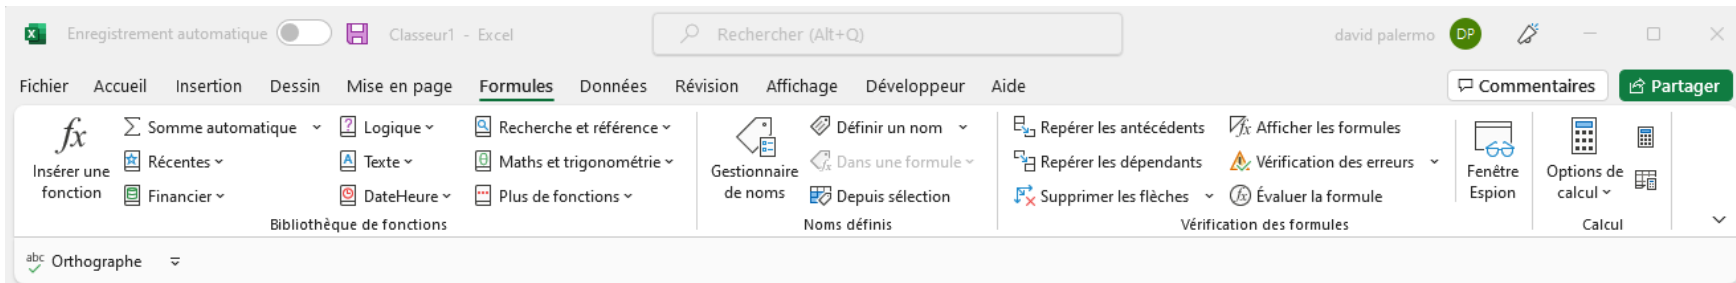 Enregistrement automatique Classeur1 - Excel Rechercher (Alt+Q) david palermo DP
Fichier Accueil Insertion Dessin Mise en page Formules Données Révision Affichage Développeur Aide Commentaires Partager
Insérer une fonction
Somme automatique
Récentes
Financier
Logique
Texte
DateHeure
Recherche et référence
Maths et trigonométrie
Plus de fonctions
Bibliothèque de fonctions
Gestionnaire de noms
Définir un nom
Dans une formule
Depuis sélection
Noms définis
Repérer les antécédents
Repérer les dépendants
Supprimer les flèches
Afficher les formules
Vérification des erreurs
Évaluer la formule
Vérification des formules
Fenêtre Espion
Options de calcul
Calcul
abc Orthographe